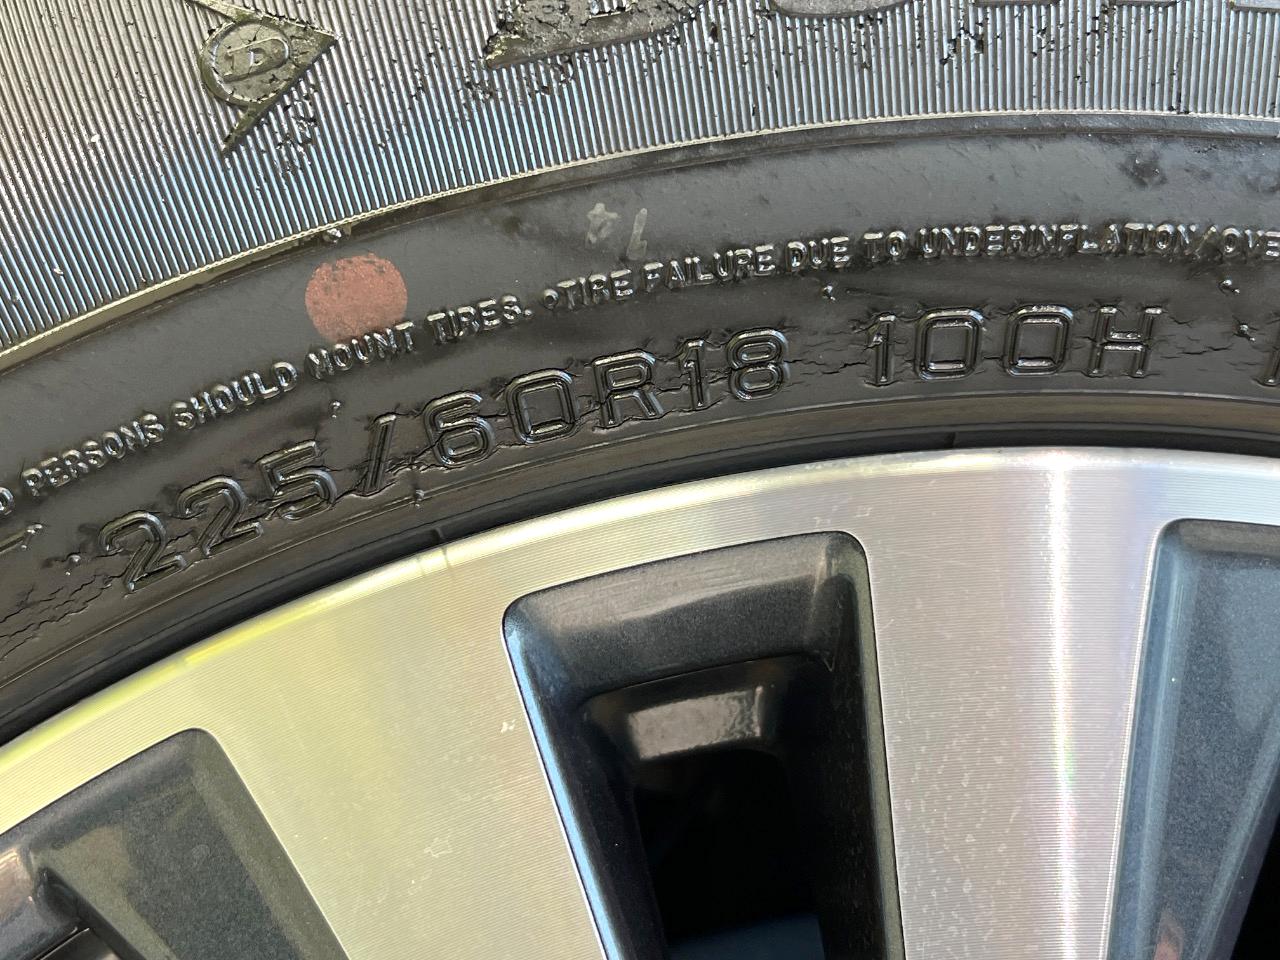 D
PERSONS SHOULD MOUNT TIRES. •TIRE FAILURE DUE TO UNDERINFLATION/OVE
225/60R18 100H